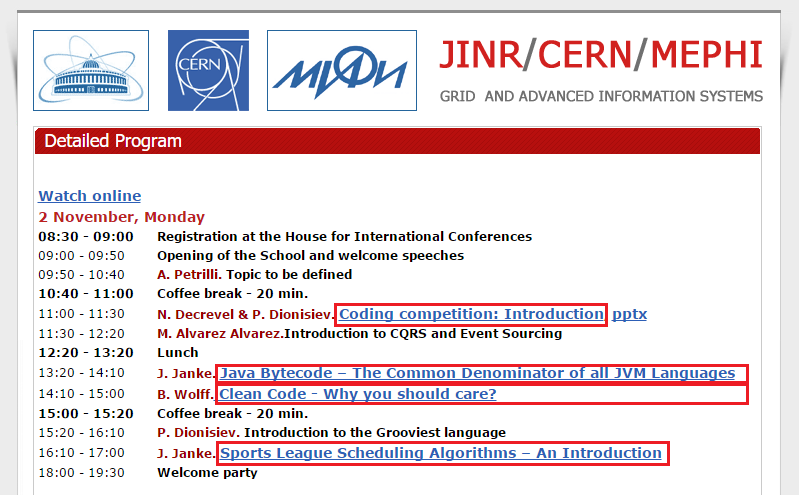 CERN
МИФИ
JINR/CERN/MEPHI
GRID AND ADVANCED INFORMATION SYSTEMS
Detailed Program
Watch online
2 November, Monday
08:30 - 09:00 Registration at the House for International Conferences
09:00 - 09:50 Opening of the School and welcome speeches
09:50 - 10:40 A. Petrilli. Topic to be defined
10:40 - 11:00 Coffee break - 20 min.
11:00 - 11:30 N. Decrevel & P. Dionisiev. Coding competition: Introduction pptx
11:30 - 12:20 M. Alvarez Alvarez.Introduction to CQRS and Event Sourcing
12:20 - 13:20 Lunch
13:20 - 14:10 J. Janke. Java Bytecode – The Common Denominator of all JVM Languages
14:10 - 15:00 B. Wolff. Clean Code - Why you should care?
15:00 - 15:20 Coffee break - 20 min.
15:20 - 16:10 P. Dionisiev. Introduction to the Grooviest language
16:10 - 17:00 J. Janke. Sports League Scheduling Algorithms – An Introduction
18:00 - 19:30 Welcome party